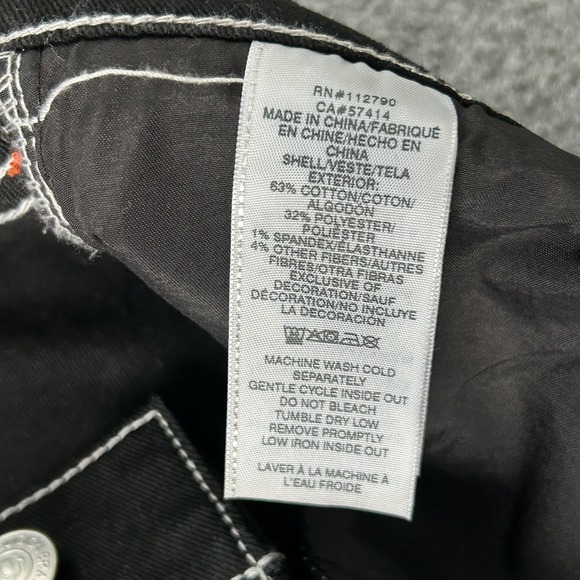 RN#112790
CA#57414
MADE IN CHINA/FABRIQUÉ
EN CHINE/HECHO EN
CHINA
SHELL/VESTE/TELA
EXTERIOR:
63% COTTON/COTON/
ALGODÓN
32% POLYESTER/
POLIÉSTER
1% SPANDEX/ÉLASTHANNE
4% OTHER FIBERS/AUTRES
FIBRES/OTRA FIBRAS
EXCLUSIVE OF
DECORATION/SAUF
DÉCORATION/NO INCLUYE
LA DECORACIÓN
MACHINE WASH COLD
SEPARATELY
GENTLE CYCLE INSIDE OUT
DO NOT BLEACH
TUMBLE DRY LOW
REMOVE PROMPTLY
LOW IRON INSIDE OUT
LAVER À LA MACHINE À
L'EAU FROIDE